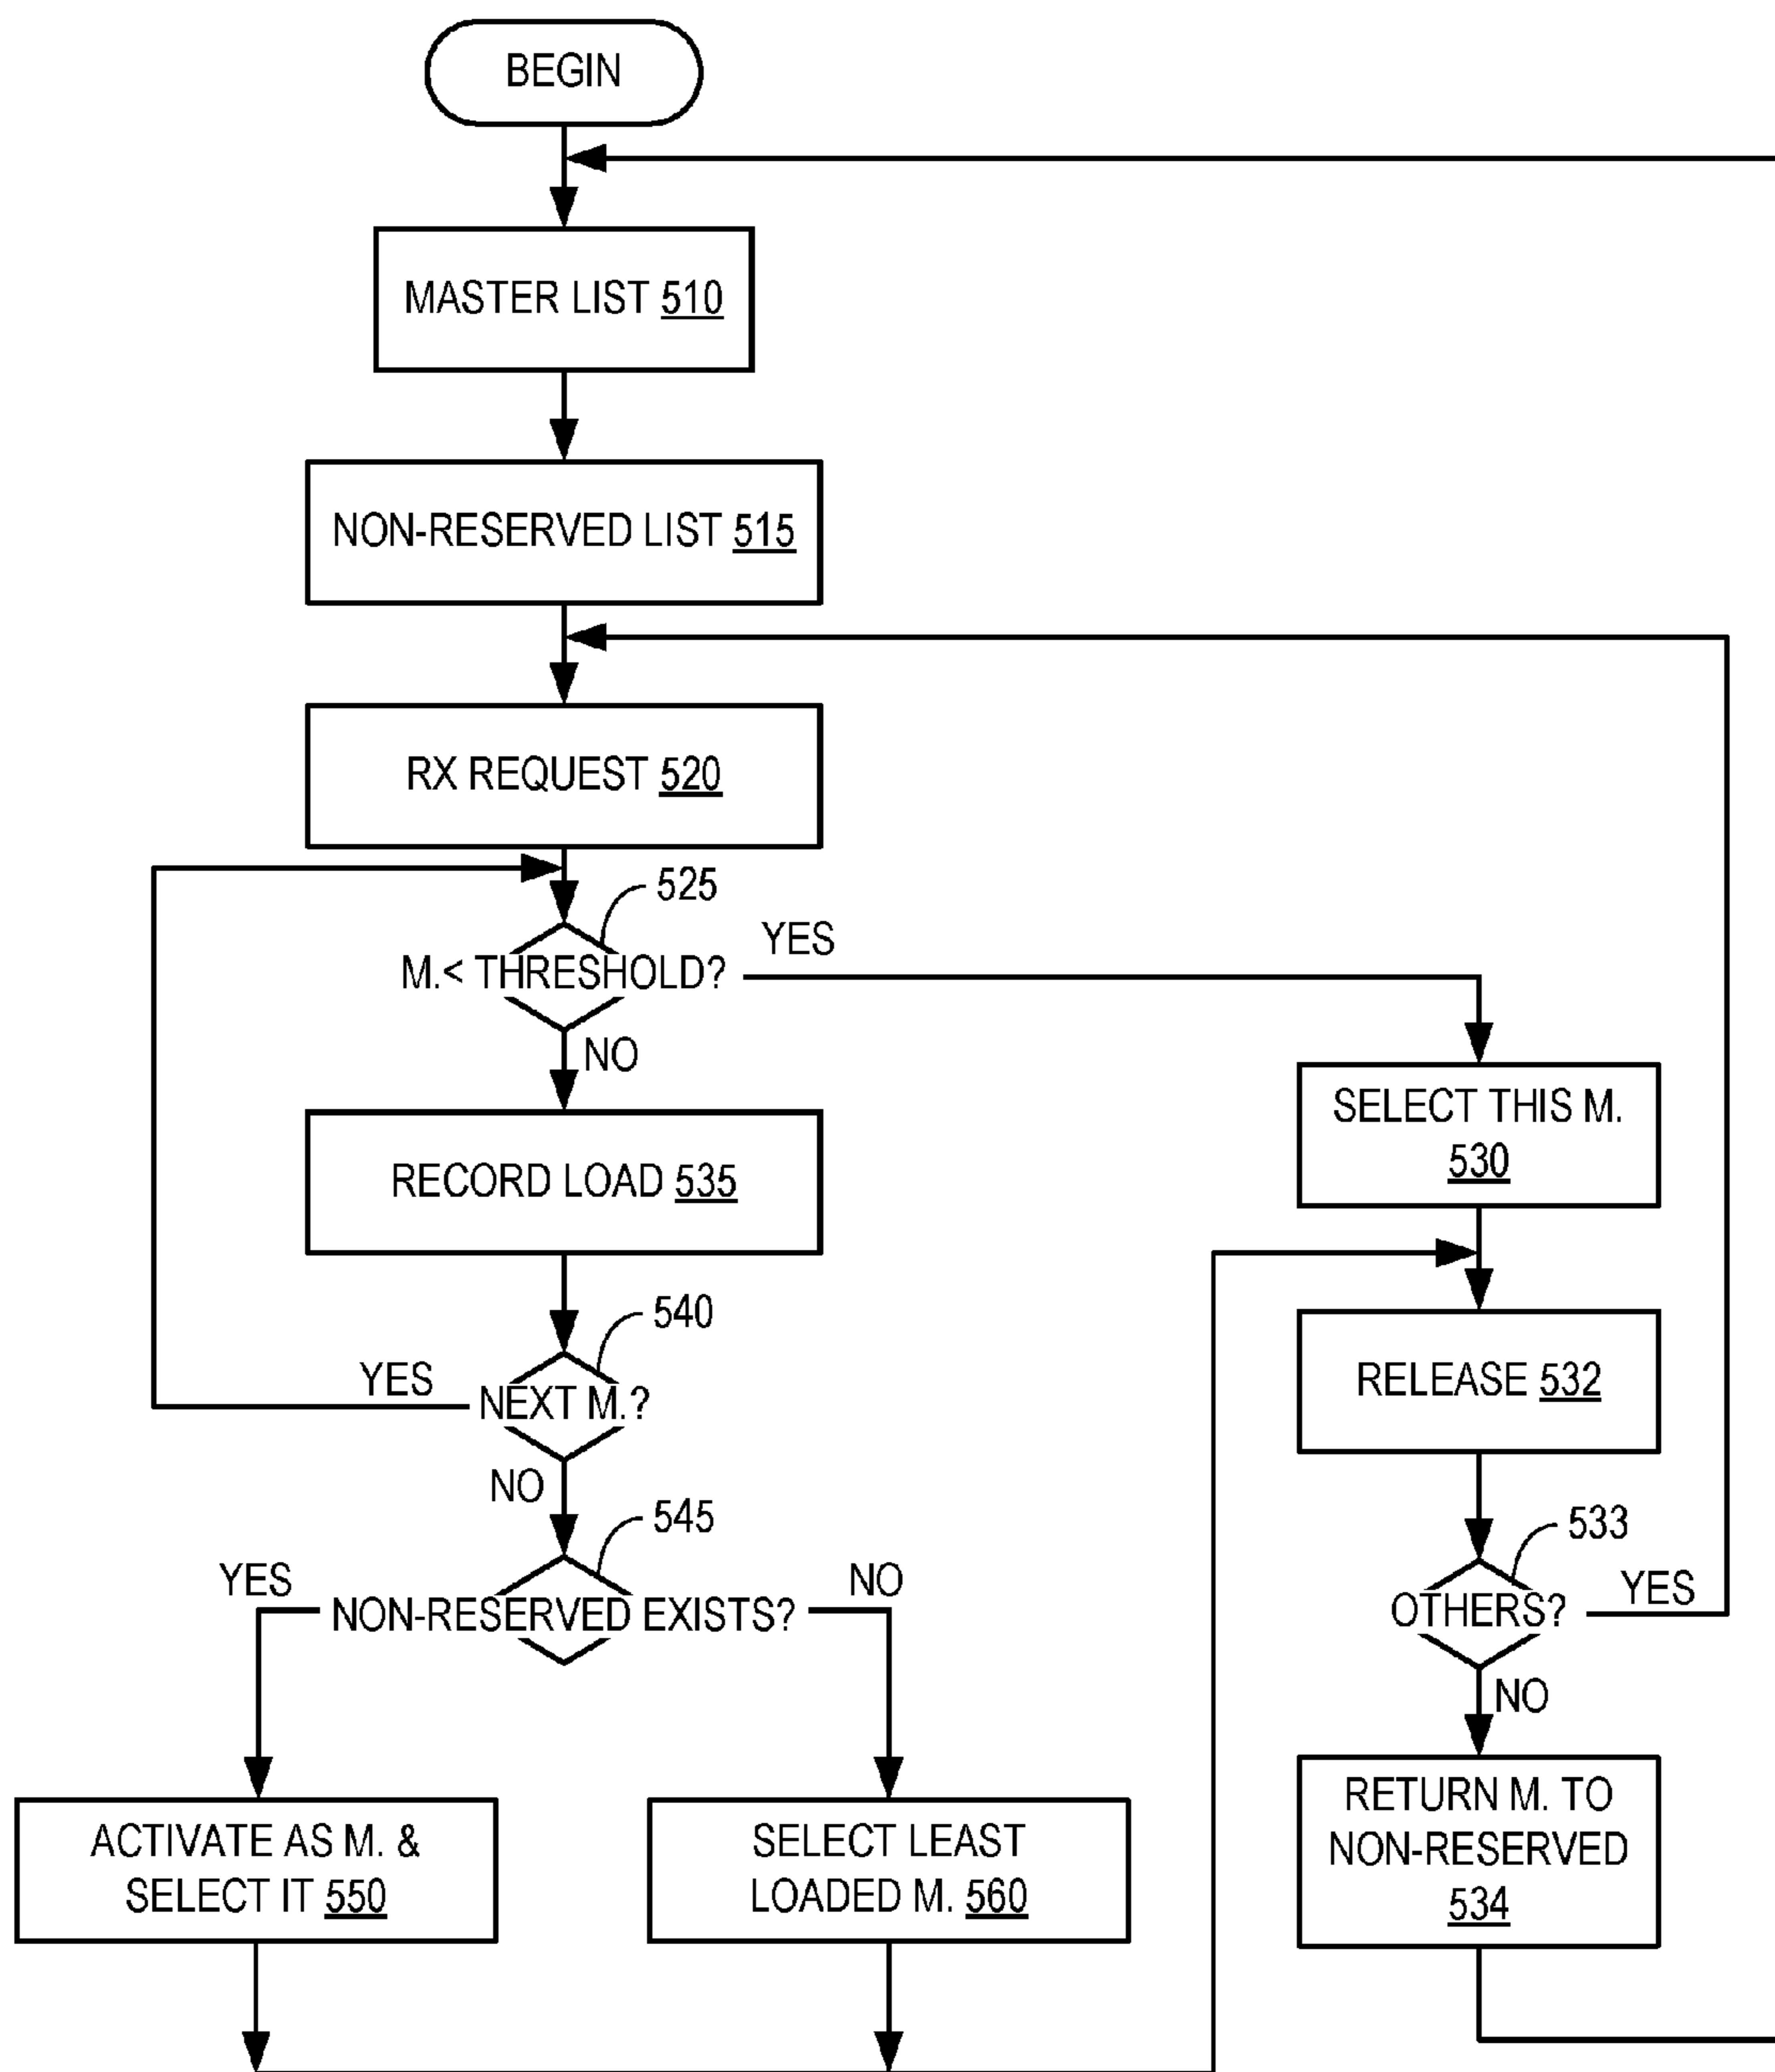 BEGIN
MASTER LIST 510
NON-RESERVED LIST 515
RX REQUEST 520
525
M.< THRESHOLD?
YES
NO
SELECT THIS M.
530
RECORD LOAD 535
540
RELEASE 532
YES
NEXT M.?
NO
545
533
YES
NO
NON-RESERVED EXISTS?
OTHERS?
YES
NO
ACTIVATE AS M. &
SELECT IT 550
SELECT LEAST
LOADED M. 560
RETURN M. TO
NON-RESERVED
534